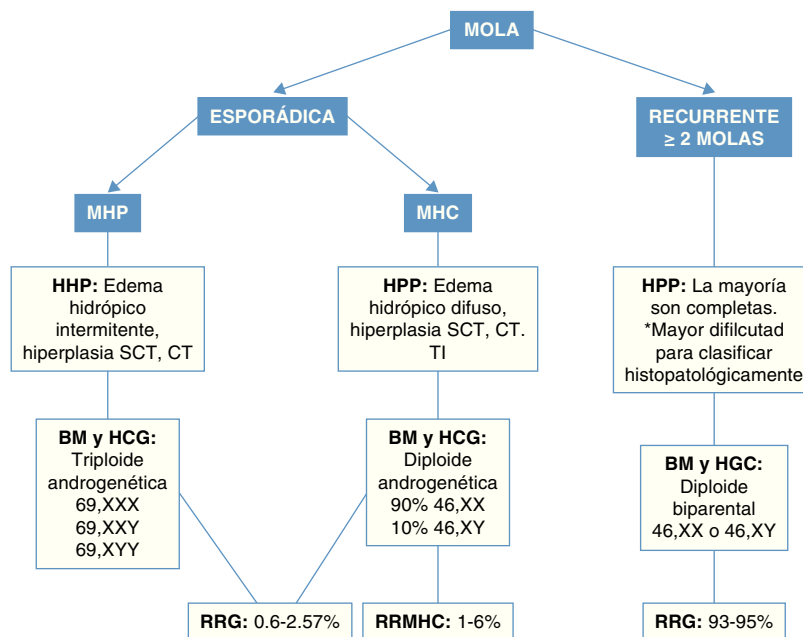 MOLA
ESPORÁDICA
RECURRENTE
≥ 2 MOLAS
MHP
MHC
HHP: Edema
hidrópico
intermitente,
hiperplasia SCT, CT
HPP: Edema
hidrópico difuso,
hiperplasia SCT, CT.
TI
HPP: La mayoría
son completas.
*Mayor difilcutad
para clasificar
histopatológicamente
BM y HCG:
Triploide
androgenética
69,XXX
69,XXY
69,XYY
BM y HCG:
Diploide
androgenética
90% 46,XX
10% 46,XY
BM y HGC:
Diploide
biparental
46,XX o 46,XY
RRG: 0.6-2.57%
RRMHC: 1-6%
RRG: 93-95%